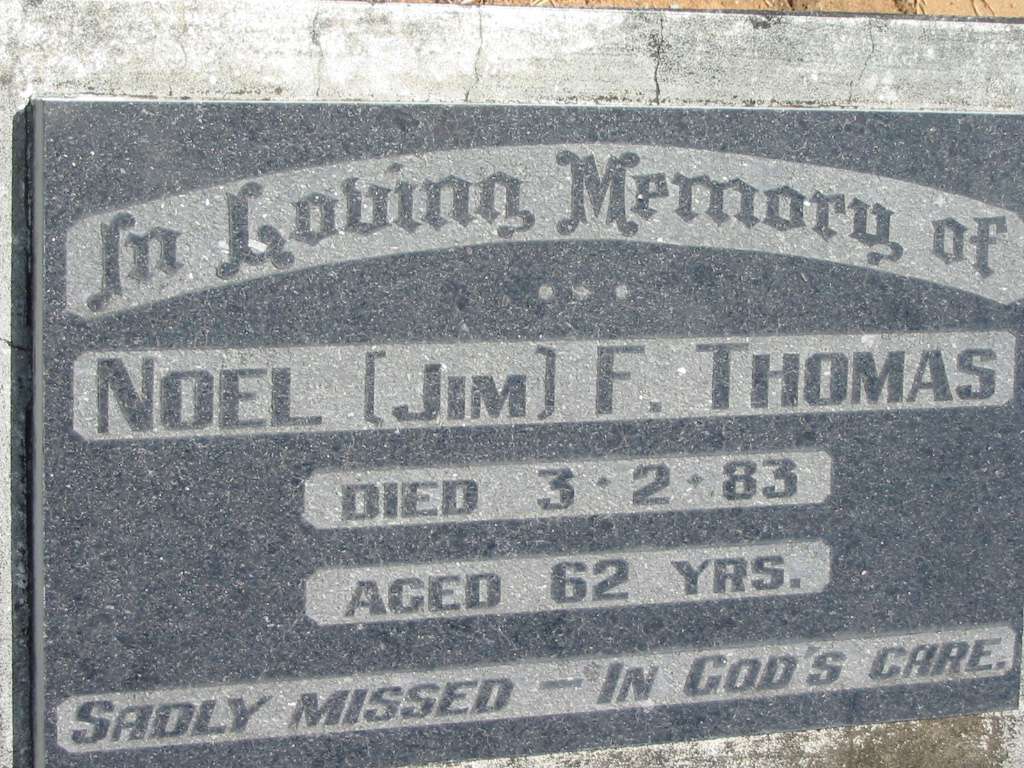 In Loving Memory of
NOEL (JIM) F. THOMAS
DIED 3·2·83
AGED 62 YRS.
SADLY MISSED – IN GOD'S CARE.